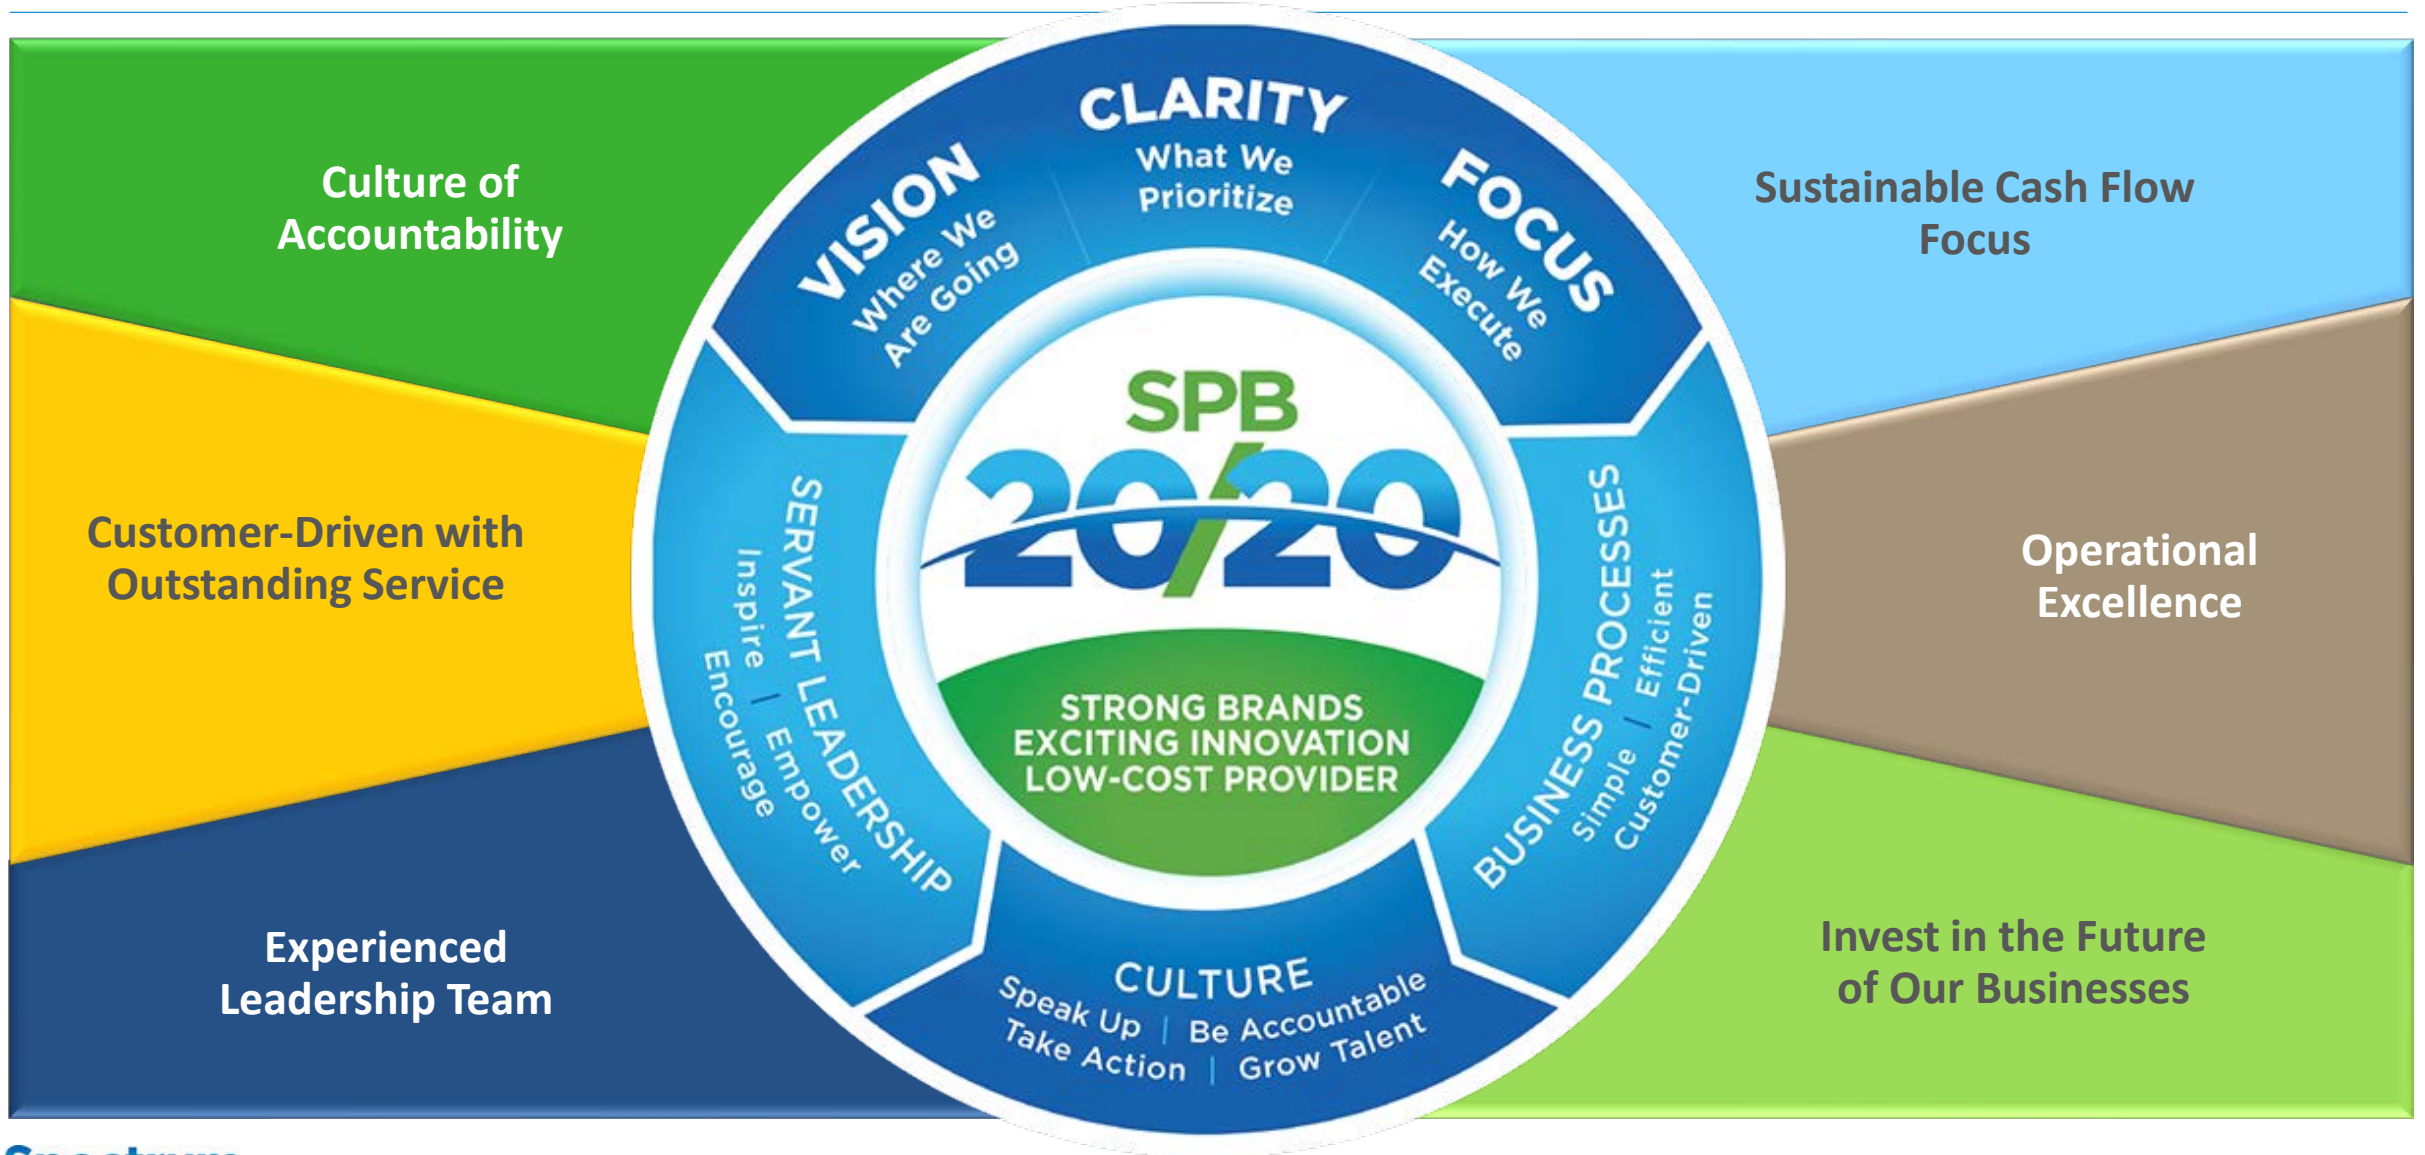 Culture of
Accountability
Customer-Driven with
Outstanding Service
Experienced
Leadership Team
VISION
Where We
Are Going
CLARITY
What We
Prioritize
FOCUS
How We
Execute
SERVANT LEADERSHIP
Inspire | Empower
Encourage
SPB
20/20
STRONG BRANDS
EXCITING INNOVATION
LOW-COST PROVIDER
BUSINESS PROCESSES
Simple | Efficient
Customer-Driven
CULTURE
Speak Up | Be Accountable
Take Action | Grow Talent
Sustainable Cash Flow
Focus
Operational
Excellence
Invest in the Future
of Our Businesses